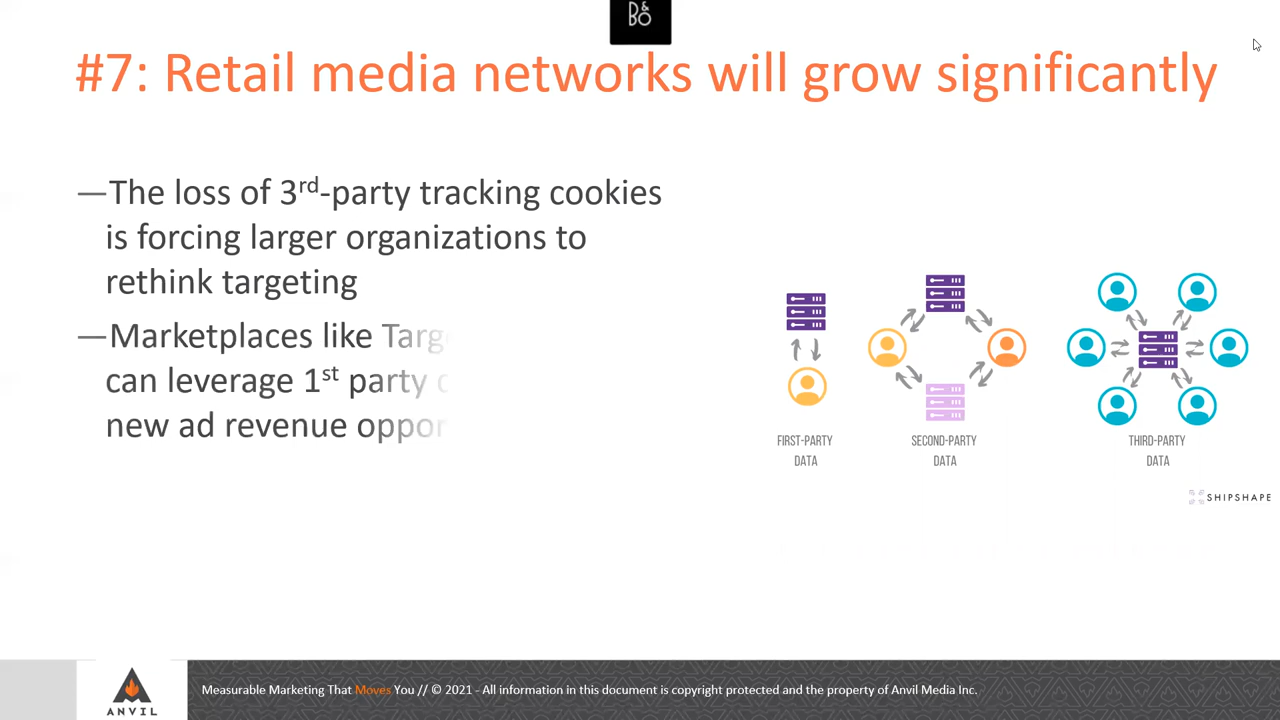 B&
BO
#7: Retail media networks will grow significantly
—The loss of 3rd-party tracking cookies
is forcing larger organizations to
rethink targeting
—Marketplaces like
can leverage 1st party
new ad revenue
FIRST-PARTY
DATA
SECOND-PARTY
DATA
THIRD-PARTY
DATA
SHIPSHAPE
ANVIL
Measurable Marketing That Moves You // © 2021 - All information in this document is copyright protected and the property of Anvil Media Inc.